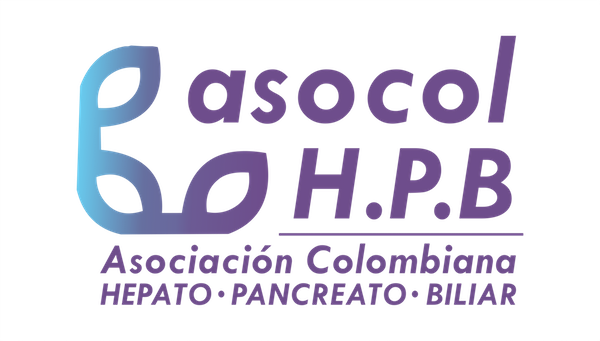 asocol
H.P.B
Asociación Colombiana
HEPATO·PANCREATO·BILIAR